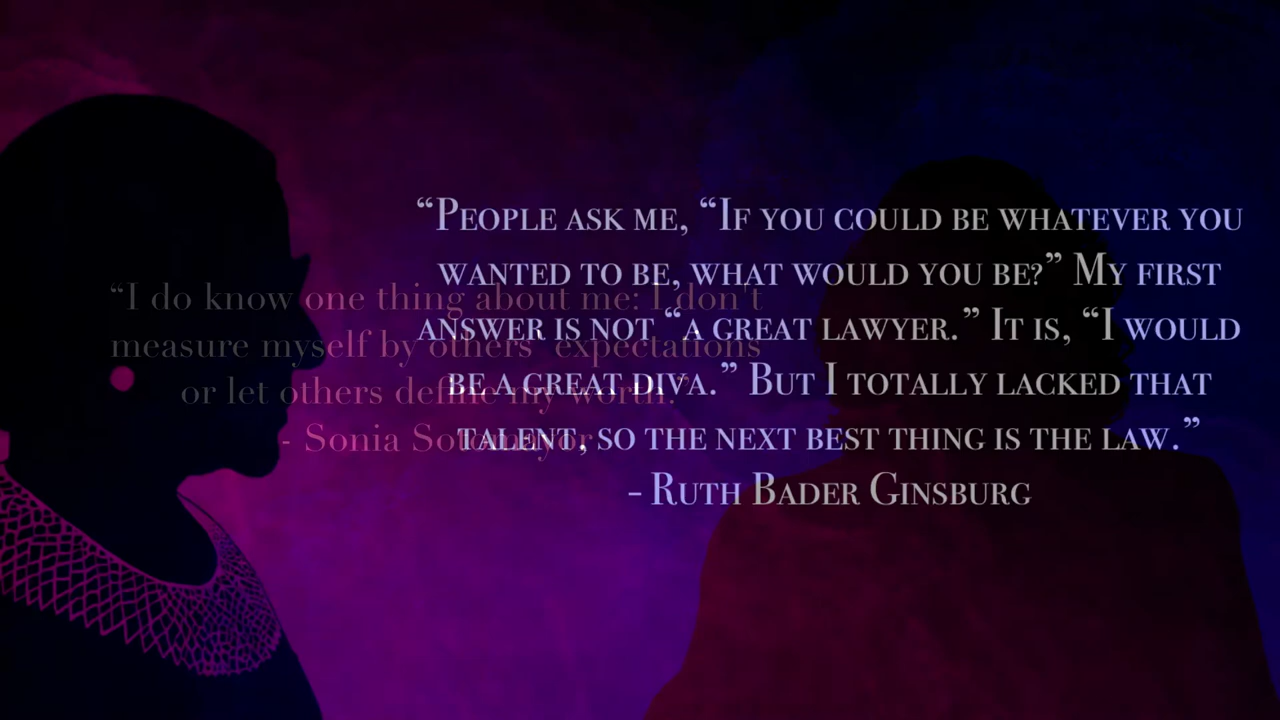 “People ask me, “If you could be whatever you
wanted to be, what would you be?” My first
answer is not “a great lawyer.” It is, “I would
be a great diva.” But I totally lacked that
talent, so the next best thing is the law.”
- Ruth Bader Ginsburg
“I do know one thing about me: I don't
measure myself by others' expectations
or let others define my worth.”
- Sonia Sotomayor